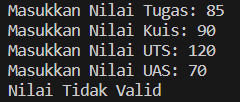 Masukkan Nilai Tugas: 85
Masukkan Nilai Kuis: 90
Masukkan Nilai UTS: 120
Masukkan Nilai UAS: 70
Nilai Tidak Valid